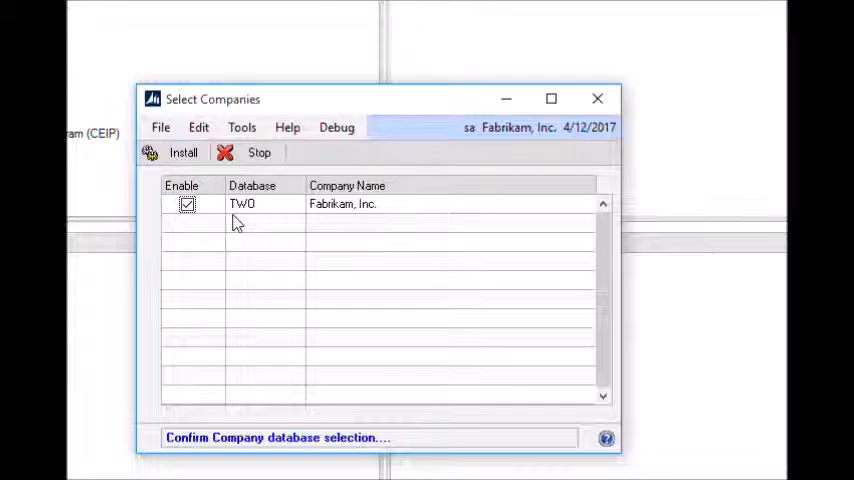 Select Companies
File Edit Tools Help Debug sa Fabrikam, Inc. 4/12/2017
ram (CEIP)
Install Stop
Enable Database Company Name
TWO Fabrikam, Inc.
Confirm Company database selection....